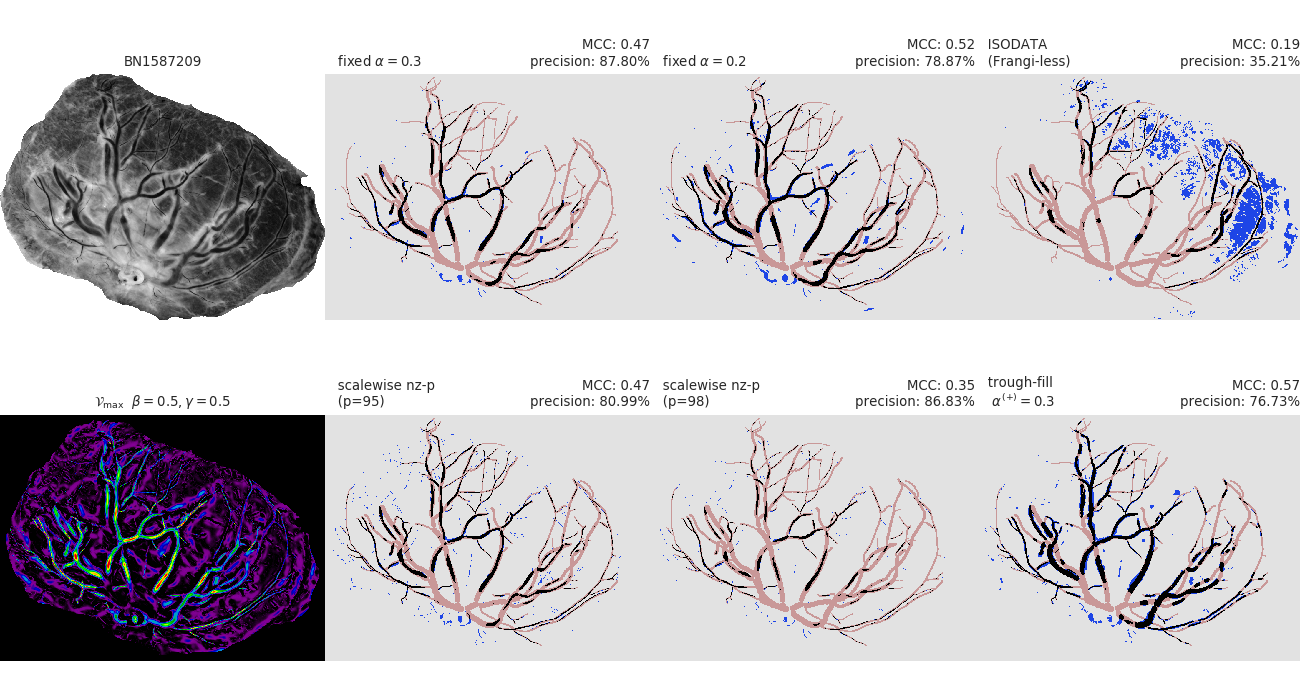 BN1587209
fixed α = 0.3
MCC: 0.47
precision: 87.80%
fixed α = 0.2
MCC: 0.52
precision: 78.87%
ISODATA
(Frangi-less)
MCC: 0.19
precision: 35.21%
𝒱max β = 0.5, γ = 0.5
scalewise nz-p
(p=95)
MCC: 0.47
precision: 80.99%
scalewise nz-p
(p=98)
MCC: 0.35
precision: 86.83%
trough-fill
α(+) = 0.3
MCC: 0.57
precision: 76.73%